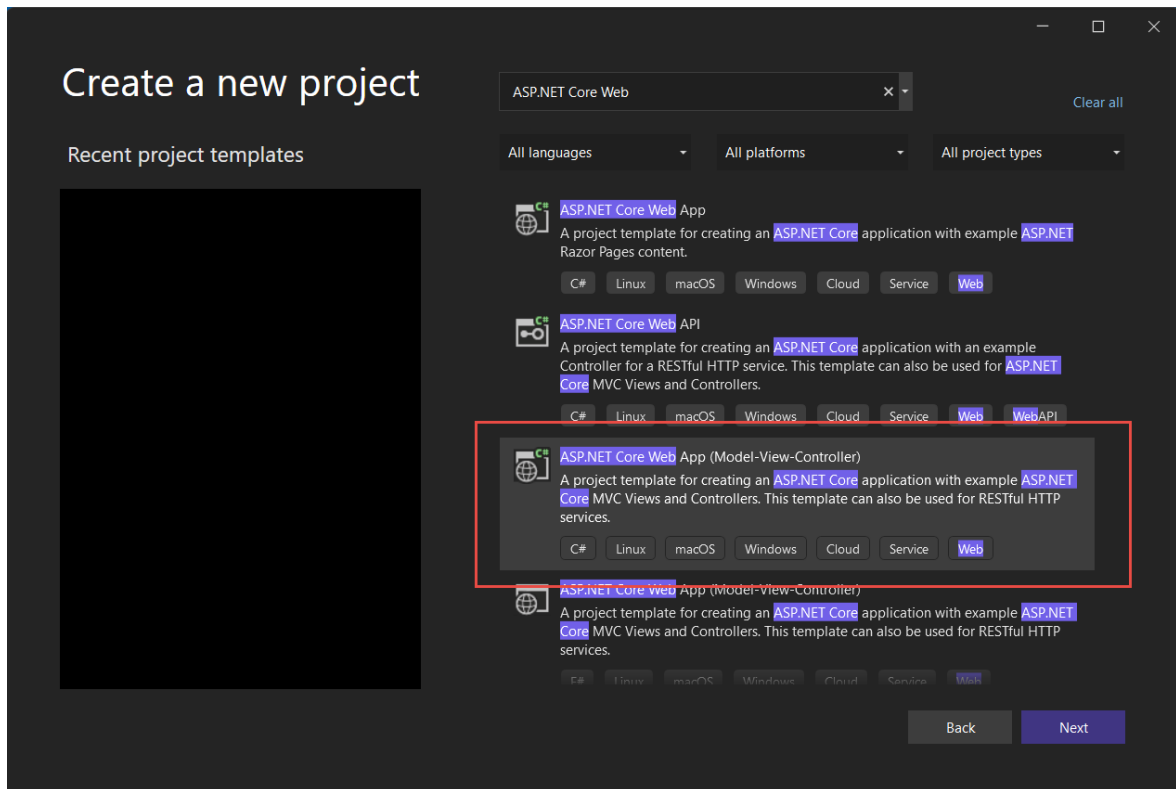 Create a new project
Recent project templates
ASP.NET Core Web
Clear all
All languages
All platforms
All project types
C#
ASP.NET Core Web App
A project template for creating an ASP.NET Core application with example ASP.NET
Razor Pages content.
C# Linux macOS Windows Cloud Service Web
C#
ASP.NET Core Web API
A project template for creating an ASP.NET Core application with an example
Controller for a RESTful HTTP service. This template can also be used for ASP.NET
Core MVC Views and Controllers.
C# Linux macOS Windows Cloud Service Web WebAPI
C#
ASP.NET Core Web App (Model-View-Controller)
A project template for creating an ASP.NET Core application with example ASP.NET
Core MVC Views and Controllers. This template can also be used for RESTful HTTP
services.
C# Linux macOS Windows Cloud Service Web
ASP.NET Core Web App (Model-View-Controller)
A project template for creating an ASP.NET Core application with example ASP.NET
Core MVC Views and Controllers. This template can also be used for RESTful HTTP
services.
F# Linux macOS Windows Cloud Service Web
Back
Next